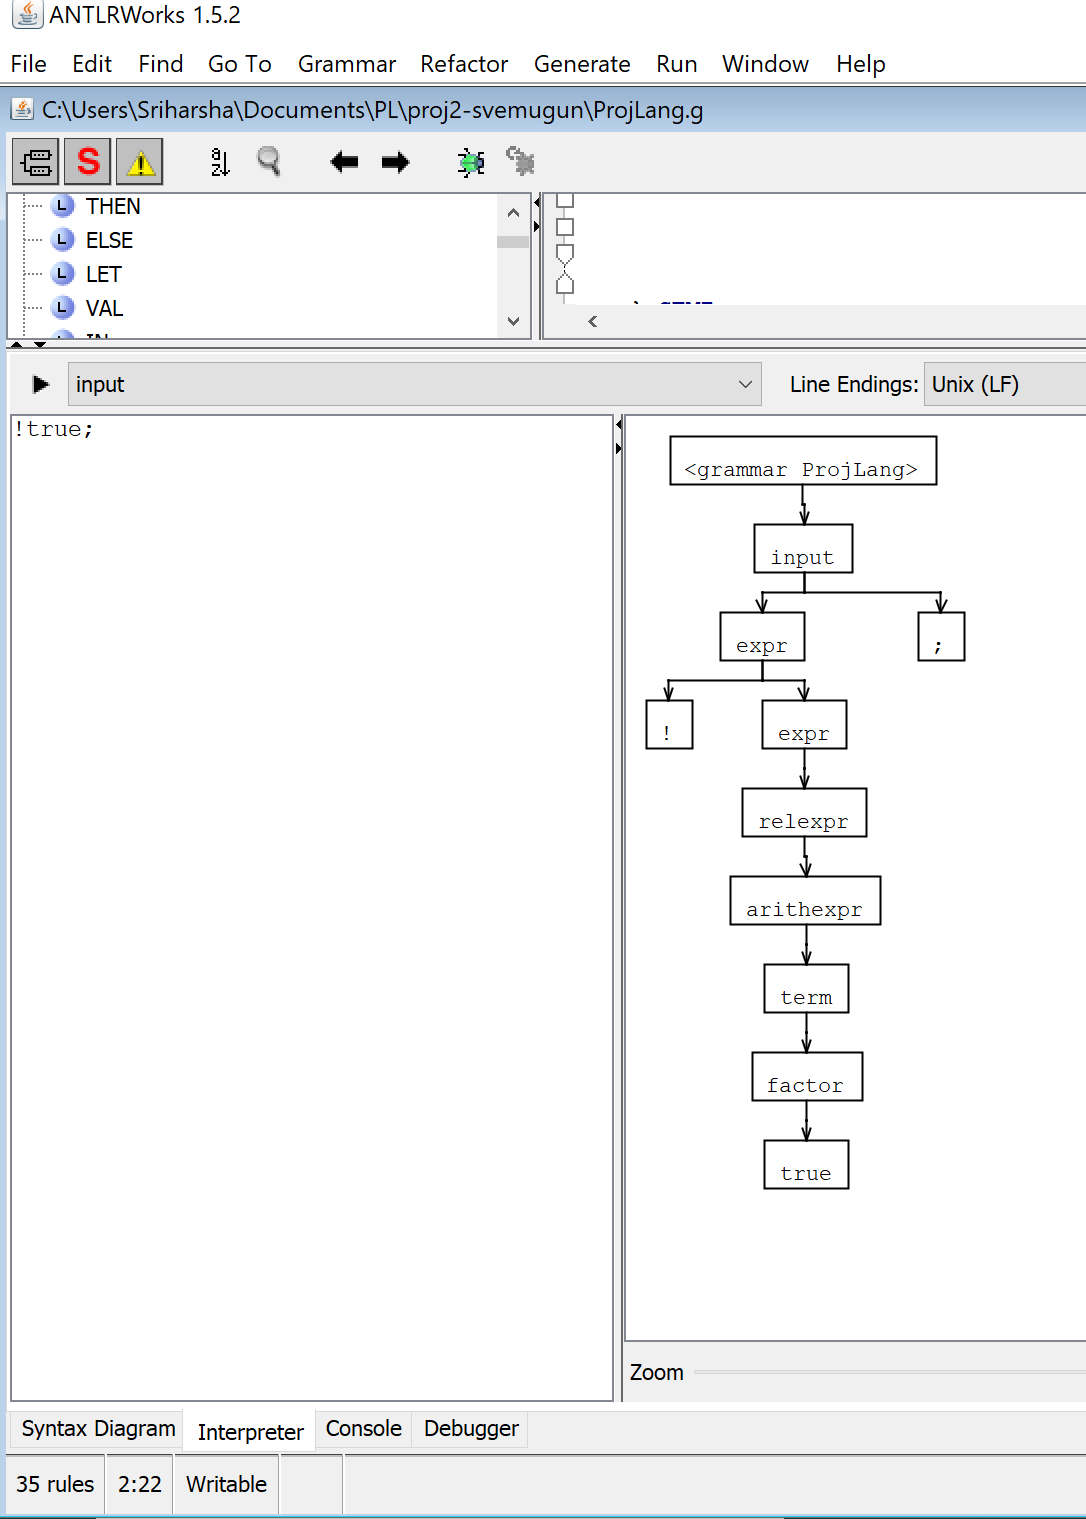 ANTLRWorks 1.5.2
File Edit Find Go To Grammar Refactor Generate Run Window Help
C:\Users\Sriharsha\Documents\PL\proj2-svemugun\ProjLang.g
S
L THEN
L ELSE
L LET
L VAL
input
Line Endings: Unix (LF)
!true;
<grammar ProjLang>
input
expr ;
! expr
relexpr
arithexpr
term
factor
true
Zoom
Syntax Diagram Interpreter Console Debugger
35 rules 2:22 Writable